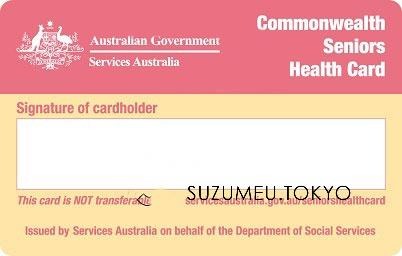 Australian Government
Services Australia
Commonwealth
Seniors
Health Card
Signature of cardholder
This card is NOT transferable
servicesaustralia.gov.au/seniorshealthcard
SUZUMEU.TOKYO
Issued by Services Australia on behalf of the Department of Social Services